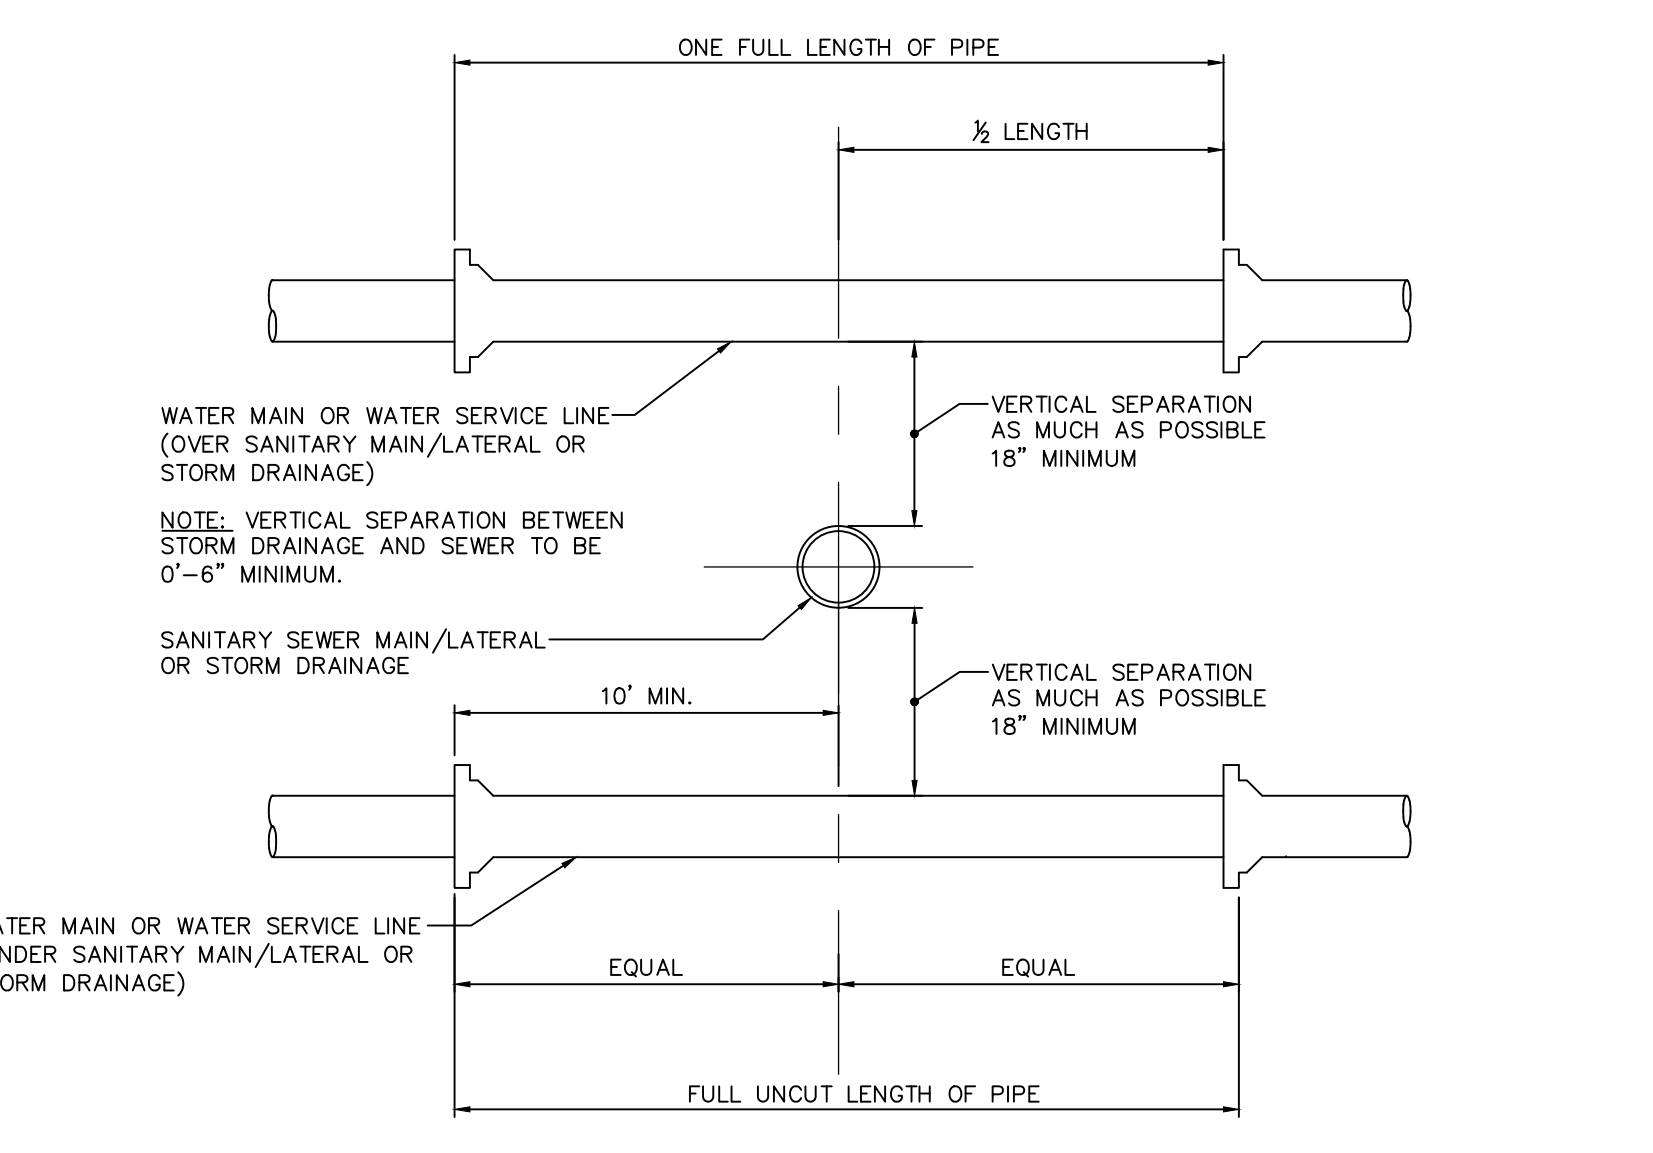 ONE FULL LENGTH OF PIPE
½ LENGTH
WATER MAIN OR WATER SERVICE LINE
(OVER SANITARY MAIN/LATERAL OR
STORM DRAINAGE)
VERTICAL SEPARATION
AS MUCH AS POSSIBLE
18" MINIMUM
NOTE: VERTICAL SEPARATION BETWEEN
STORM DRAINAGE AND SEWER TO BE
0'-6" MINIMUM.
SANITARY SEWER MAIN/LATERAL
OR STORM DRAINAGE
VERTICAL SEPARATION
AS MUCH AS POSSIBLE
18" MINIMUM
10' MIN.
MAIN OR WATER SERVICE LINE
SANITARY MAIN/LATERAL OR
DRAINAGE)
EQUAL
EQUAL
FULL UNCUT LENGTH OF PIPE